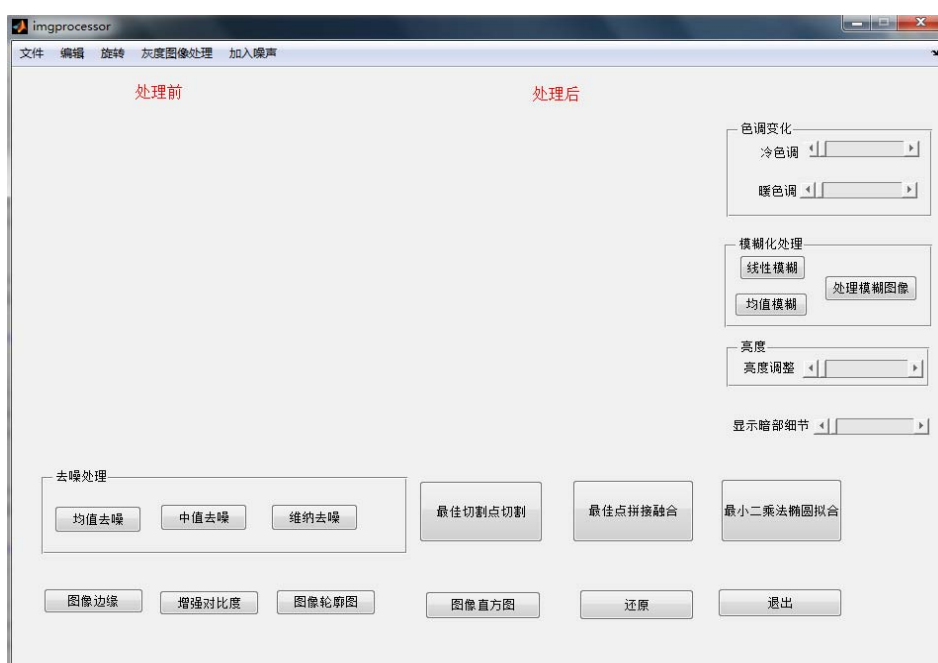 imgprocessor
文件 编辑 旋转 灰度图像处理 加入噪声
处理前
处理后
色调变化
冷色调
暖色调
模糊化处理
线性模糊
处理模糊图像
均值模糊
亮度
亮度调整
显示暗部细节
去噪处理
均值去噪 中值去噪 维纳去噪
最佳切割点切割 最佳点拼接融合 最小二乘法椭圆拟合
图像边缘 增强对比度 图像轮廓图 图像直方图 还原 退出